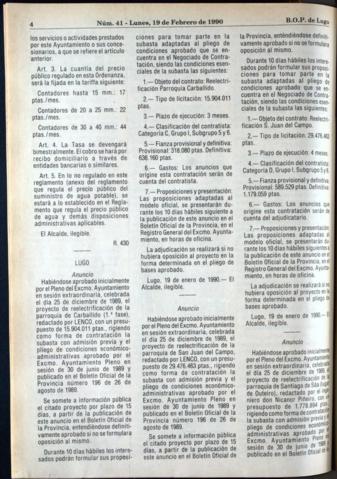 4
Núm. 41 - Lunes, 19 de Febrero de 1990
B.O.P. de Lugo
los servicios o actividades prestados
por este Ayuntamiento o sus conce-
sionarios, a que se refiere el artículo
anterior.
Art. 3. La cuantía del precio
público regulado en esta Ordenanza,
será la fijada en la tarifa siguiente:
Contadores hasta 15 mm.: 17
ptas./mes.
Contadores de 20 a 25 mm. 22
ptas./mes.
Contadores de 30 a 40 mm.: 44
ptas./mes.
Art. 4. La Tasa se devengará
bimestralmente. El cobro se hará por
recibo domiciliario a través de
entidades bancarias o similares.
Art. 5. En lo no regulado en este
reglamento (anexo del reglamento
que regula el precio público del
suministro de agua potable), se
estará a lo establecido en el Regla-
mento que regula el precio público
de agua y demás disposiciones
administrativas aplicables.
El Alcalde, ilegible.
R. 430
LUGO
Anuncio
Habiéndose aprobado inicialmente
por el Pleno del Excmo. Ayuntamiento
en sesión extraordinaria, celebrada
el día 25 de diciembre de 1989, el
proyecto de reelectrificación de la
parroquia de Carballido (1.ª fase),
redactado por LENCO, con un presu-
puesto de 15.904.011 ptas., rigiendo
como forma de contratación la
subasta con admisión previa y el
pliego de condiciones económico-
administrativas aprobado por el
Excmo. Ayuntamiento Pleno en
sesión de 30 de junio de 1989 y
publicado en el Boletín Oficial de la
Provincia número 196 de 26 de
agosto de 1989.
Se somete a información pública
el citado proyecto por plazo de 15
días, a partir de la publicación de
este anuncio en el Boletín Oficial de
la Provincia, entendiéndose definiti-
vamente aprobado si no se formulara
oposición al mismo.
Durante 10 días hábiles los intere-
sados podrán formular sus proposi-
ciones para tomar parte en la
subasta adaptadas al pliego de
condiciones aprobado que se en-
cuentra en el Negociado de Contra-
tación, siendo las condiciones esen-
ciales de la subasta las siguientes:
1.— Objeto del contrato: Reelectri-
ficación Parroquia Carballido.
2.— Tipo de licitación: 15.904.011
ptas.
3.— Plazo de ejecución: 3 meses.
4.— Clasificación del contratista:
Categoría C, Grupo I, Subgrupo 5 y 6.
5.— Fianza provisional y definitiva:
Provisional: 318.080 ptas. Definitiva:
636.160 ptas.
6.— Gastos: Los anuncios que
origine esta contratación serán de
cuenta del contratista.
7.— Proposiciones y presentación:
Las proposiciones, adaptadas al
modelo oficial, se presentarán du-
rante los 10 días hábiles siguientes a
la publicación de este anuncio en el
Boletín Oficial de la Provincia, en el
Registro General del Excmo. Ayunta-
miento, en horas de oficina.
La adjudicación se realizará si no
hubiera oposición al proyecto en la
forma determinada en el pliego de
bases aprobado.
Lugo, 19 de enero de 1990.— El
Alcalde, ilegible.
Anuncio
Habiéndose aprobado inicialmente
por el Pleno del Excmo. Ayuntamiento,
en sesión extraordinaria, celebrada
el día 25 de diciembre de 1989, el
proyecto de reelectrificación de la
parroquia de San Juan del Campo,
redactado por LENCO, con un presu-
puesto de 29.476.463 ptas., rigiendo
como forma de contratación la
subasta con admisión previa y el
pliego de condiciones económico-
administrativas aprobado por el
Excmo. Ayuntamiento Pleno en
sesión de 30 de junio de 1989 y
publicado en el Boletín Oficial de la
Provincia número 196 de 26 de
agosto de 1989.
Se somete a información pública
el citado proyecto por plazo de 15
días, a partir de la publicación de
este anuncio en el Boletín Oficial de
la Provincia, entendiéndose definiti-
vamente aprobado si no se formulara
oposición al mismo.
Durante 10 días hábiles los intere-
sados podrán formular sus proposi-
ciones para tomar parte en la
subasta adaptadas al pliego de
condiciones aprobado que se en-
cuentra en el Negociado de Contra-
tación, siendo las condiciones esen-
ciales de la subasta las siguientes:
1.— Objeto del contrato: Reelectri-
ficación S. Juan del Campo.
2.— Tipo de licitación: 29.476.463
ptas.
3.— Plazo de ejecución: 4 meses.
4.— Clasificación del contratista:
Categoría D, Grupo I, Subgrupo 5 y 6.
5.— Fianza provisional y definitiva:
Provisional: 589.529 ptas. Definitiva:
1.179.059 ptas.
6.— Gastos: Los anuncios que
origine esta contratación serán de
cuenta del adjudicatario.
7.— Proposiciones y presentación:
Las proposiciones, adaptadas al
modelo oficial, se presentarán du-
rante los 10 días hábiles siguientes a
la publicación de este anuncio en el
Boletín Oficial de la Provincia, en el
Registro General del Excmo. Ayunta-
miento, en horas de oficina.
La adjudicación se realizará si no
hubiera oposición al proyecto en la
forma determinada en el pliego de
bases aprobado.
Lugo, 19 de enero de 1990.— El
Alcalde, ilegible.
Anuncio
Habiéndose aprobado inicialmente
por el Pleno del Excmo. Ayuntamiento,
en sesión extraordinaria, celebrada
el día 25 de diciembre de 1989, el
proyecto de reelectrificación de la
parroquia de Santiago de
de Outeiro), redactado por el
niero don Nicanor Piñeiro, con un
presupuesto de
rigiendo como forma de contratación
la subasta con admisión previa y el
pliego de condiciones económico-
administrativas aprobado por el
Excmo. Ayuntamiento Pleno en
sesión de 30 de junio de 1989 y
publicado en el Boletín Oficial de la